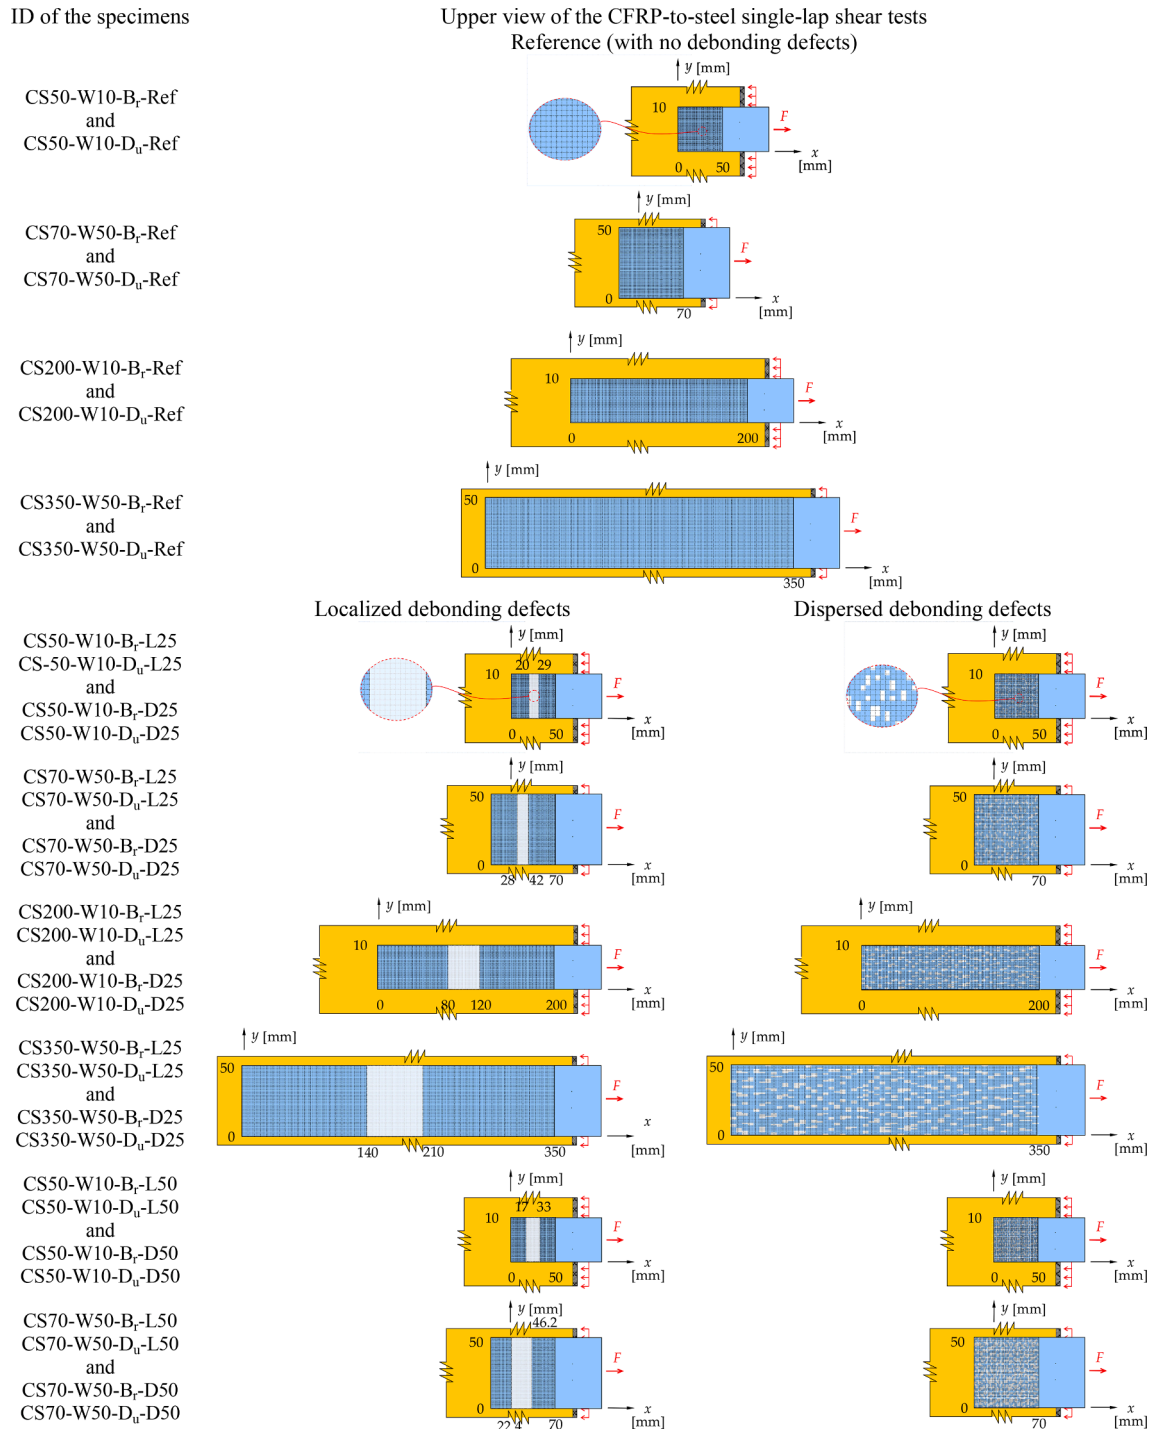 ID of the specimens
Upper view of the CFRP-to-steel single-lap shear tests
Reference (with no debonding defects)
CS50-W10-Br-Ref
and
CS50-W10-Du-Ref
y [mm]
10
F
x
[mm]
0 50
CS70-W50-Br-Ref
and
CS70-W50-Du-Ref
y [mm]
50
F
0
x
[mm]
70
CS200-W10-Br-Ref
and
CS200-W10-Du-Ref
y [mm]
10
F
x
[mm]
0 200
CS350-W50-Br-Ref
and
CS350-W50-Du-Ref
y [mm]
50
F
0
x
[mm]
350
Localized debonding defects
Dispersed debonding defects
CS50-W10-Br-L25
CS-50-W10-Du-L25
and
CS50-W10-Br-D25
CS50-W10-Du-D25
y [mm]
20 29
10
F
x
[mm]
0 50
y [mm]
10
F
x
[mm]
0 50
CS70-W50-Br-L25
CS70-W50-Du-L25
and
CS70-W50-Br-D25
CS70-W50-Du-D25
y [mm]
50
F
0
x
[mm]
28 42 70
y [mm]
50
F
0
x
[mm]
70
CS200-W10-Br-L25
CS200-W10-Du-L25
and
CS200-W10-Br-D25
CS200-W10-Du-D25
y [mm]
10
F
x
[mm]
0 80 120 200
y [mm]
10
F
x
[mm]
0 200
CS350-W50-Br-L25
CS350-W50-Du-L25
and
CS350-W50-Br-D25
CS350-W50-Du-D25
y [mm]
50
F
0
x
[mm]
140 210 350
y [mm]
50
F
0
x
[mm]
350
CS50-W10-Br-L50
CS50-W10-Du-L50
and
CS50-W10-Br-D50
CS50-W10-Du-D50
y [mm]
17 33
10
F
x
[mm]
0 50
y [mm]
10
F
x
[mm]
0 50
CS70-W50-Br-L50
CS70-W50-Du-L50
and
CS70-W50-Br-D50
CS70-W50-Du-D50
y [mm]
46.2
50
F
0
x
[mm]
22.4 70
y [mm]
50
F
0
x
[mm]
70